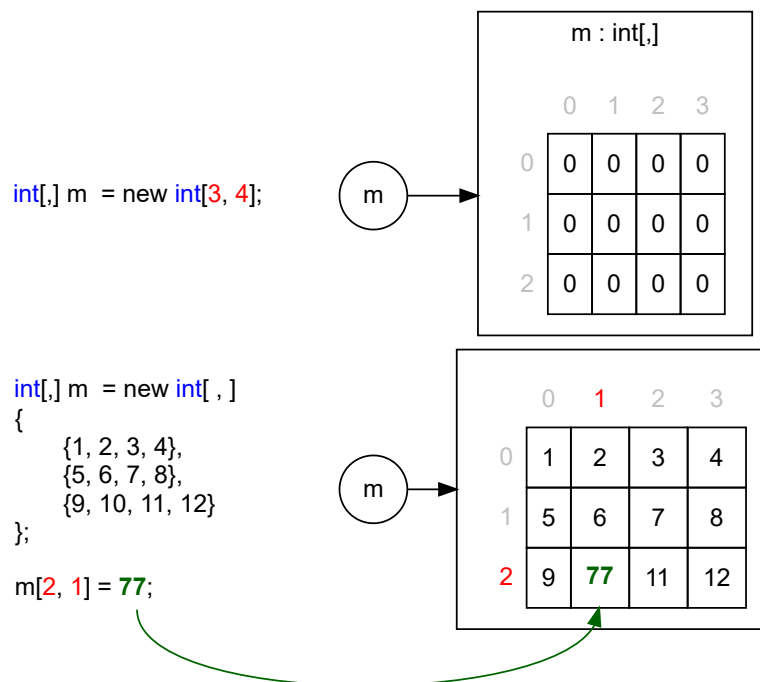 m : int[,]
0 1 2 3
0 0 0 0 0
int[,] m  = new int[3, 4];
m
1 0 0 0 0
2 0 0 0 0
int[,] m  = new int[ , ]
{
{1, 2, 3, 4},
{5, 6, 7, 8},
{9, 10, 11, 12}
};
m[2, 1] = 77;
m
0 1 2 3
0 1 2 3 4
1 5 6 7 8
2 9 77 11 12